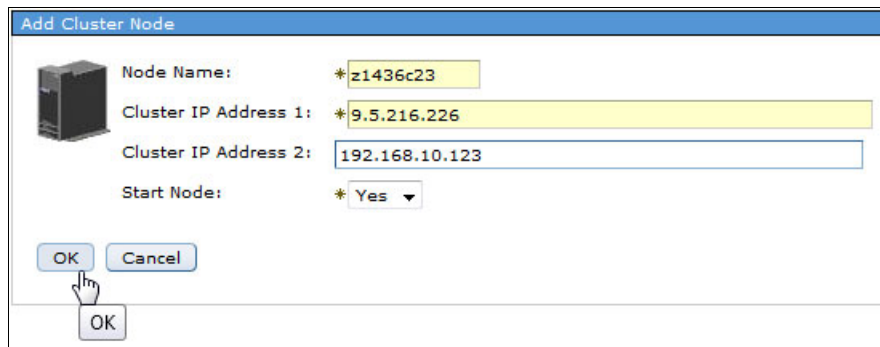 Add Cluster Node
Node Name: *z1436c23
Cluster IP Address 1: *9.5.216.226
Cluster IP Address 2: 192.168.10.123
Start Node: *Yes
OK Cancel
OK